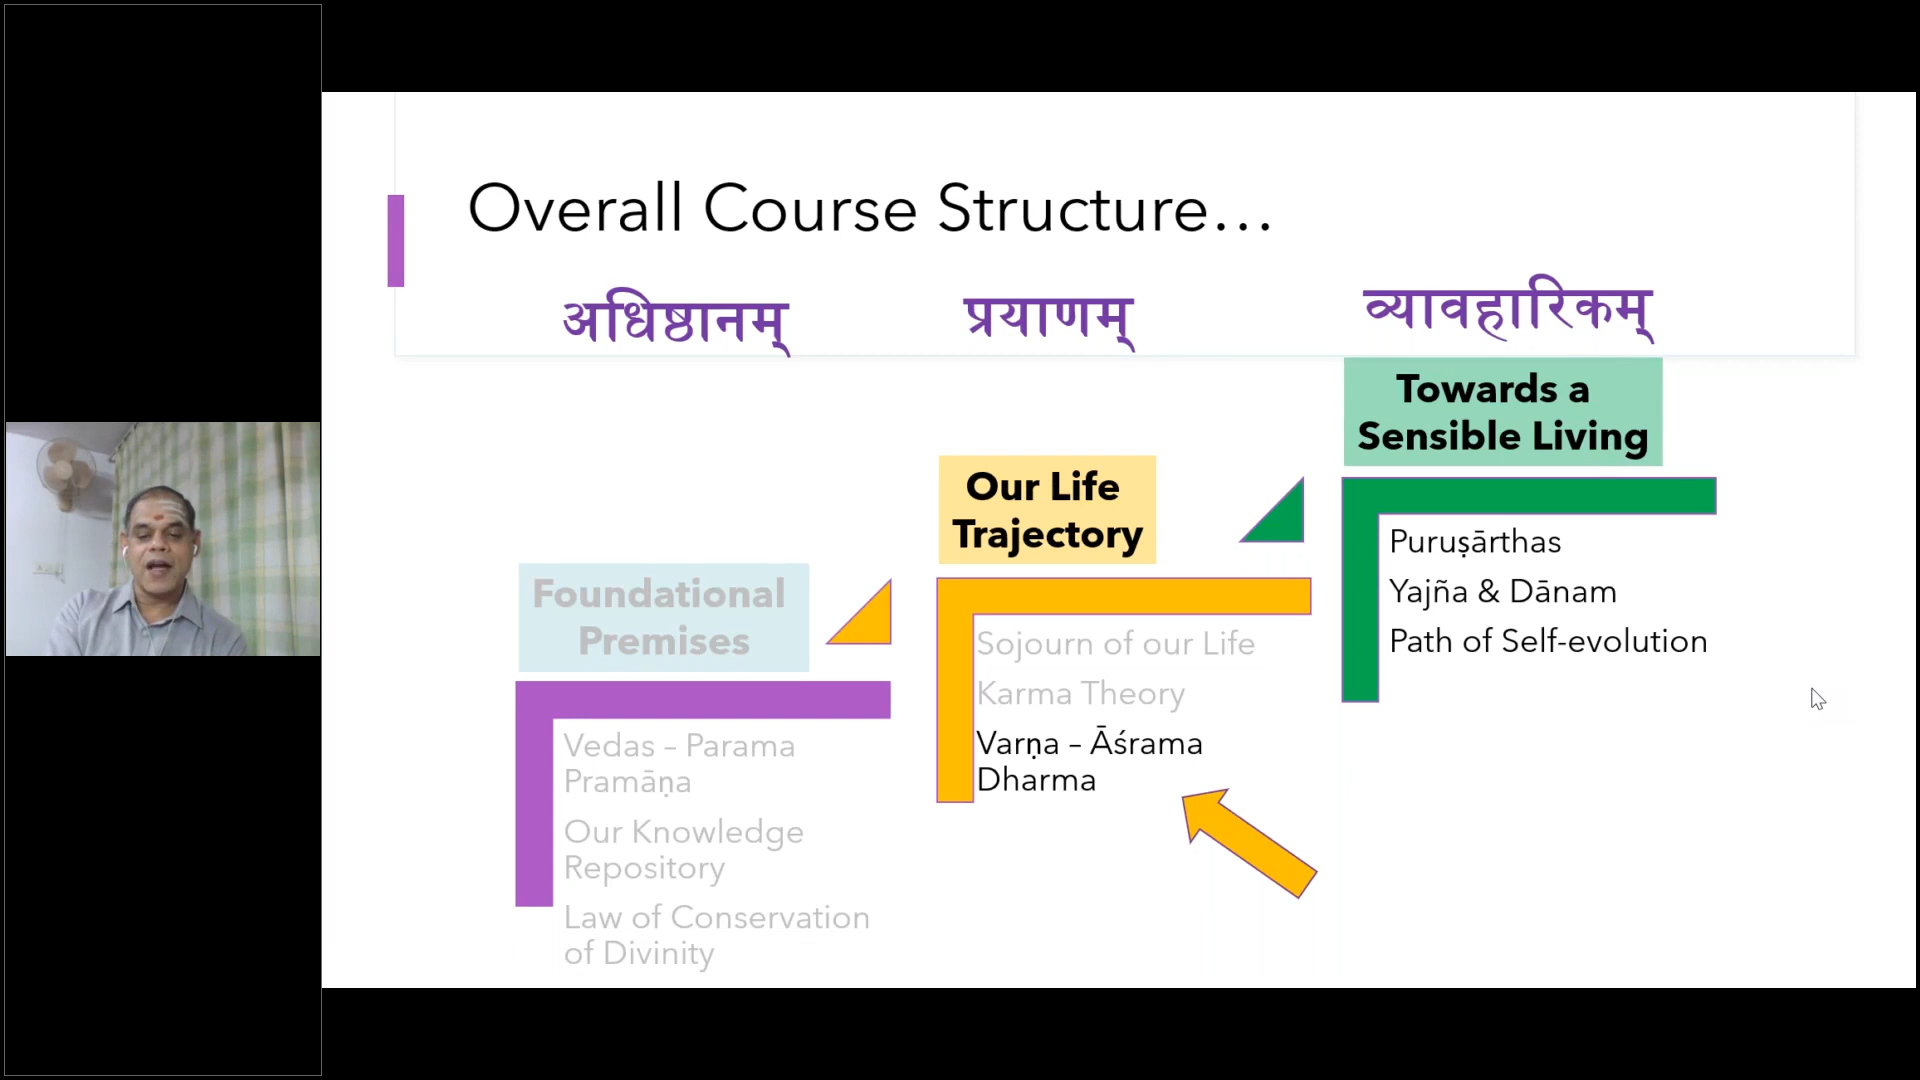 Overall Course Structure...
अधिष्ठानम्
प्रयाणम्
व्यावहारिकम्
Foundational
Premises
Vedas – Parama
Pramāṇa
Our Knowledge
Repository
Law of Conservation
of Divinity
Our Life
Trajectory
Sojourn of our Life
Karma Theory
Varṇa – Āśrama
Dharma
Towards a
Sensible Living
Puruṣārthas
Yajña & Dānam
Path of Self-evolution